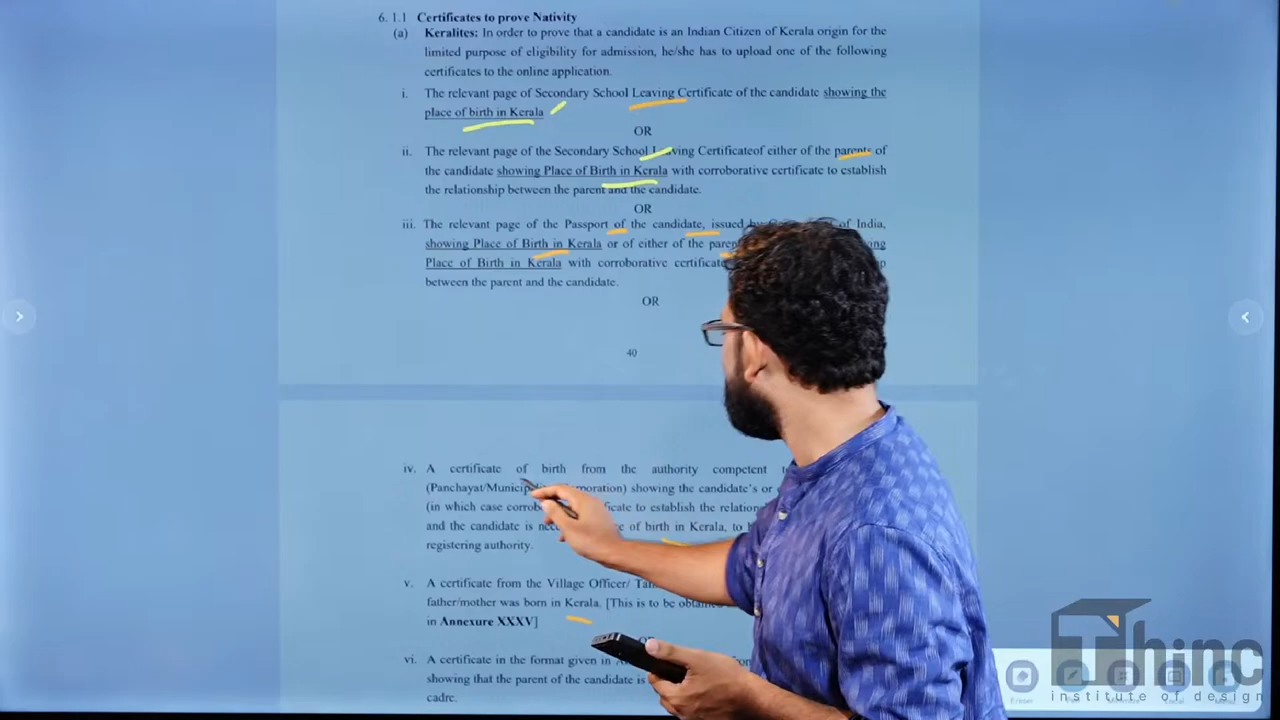 6. 1.1 Certificates to prove Nativity
(a) Keralites: In order to prove that a candidate is an Indian Citizen of Kerala origin for the
limited purpose of eligibility for admission, he/she has to upload one of the following
certificates to the online application.
i. The relevant page of Secondary School Leaving Certificate of the candidate showing the
place of birth in Kerala
OR
ii. The relevant page of the Secondary School Leaving Certificateof either of the parents of
the candidate showing Place of Birth in Kerala with corroborative certificate to establish
the relationship between the parent and the candidate.
OR
iii. The relevant page of the Passport of the candidate, issued by of India,
showing Place of Birth in Kerala or of either of the
Place of Birth in Kerala with corroborative certificate
between the parent and the candidate.
OR
40
iv. A certificate of birth from the authority competent
(Panchayat/ showing the candidate's or
(in which case to establish the
and the candidate is of birth in Kerala, to
registering authority.
v. A certificate from the Village Officer/
father/mother was born in Kerala. [This is to be
in Annexure XXXV]
vi. A certificate in the format given in
showing that the parent of the candidate is
cadre.
Thinc
institute of design